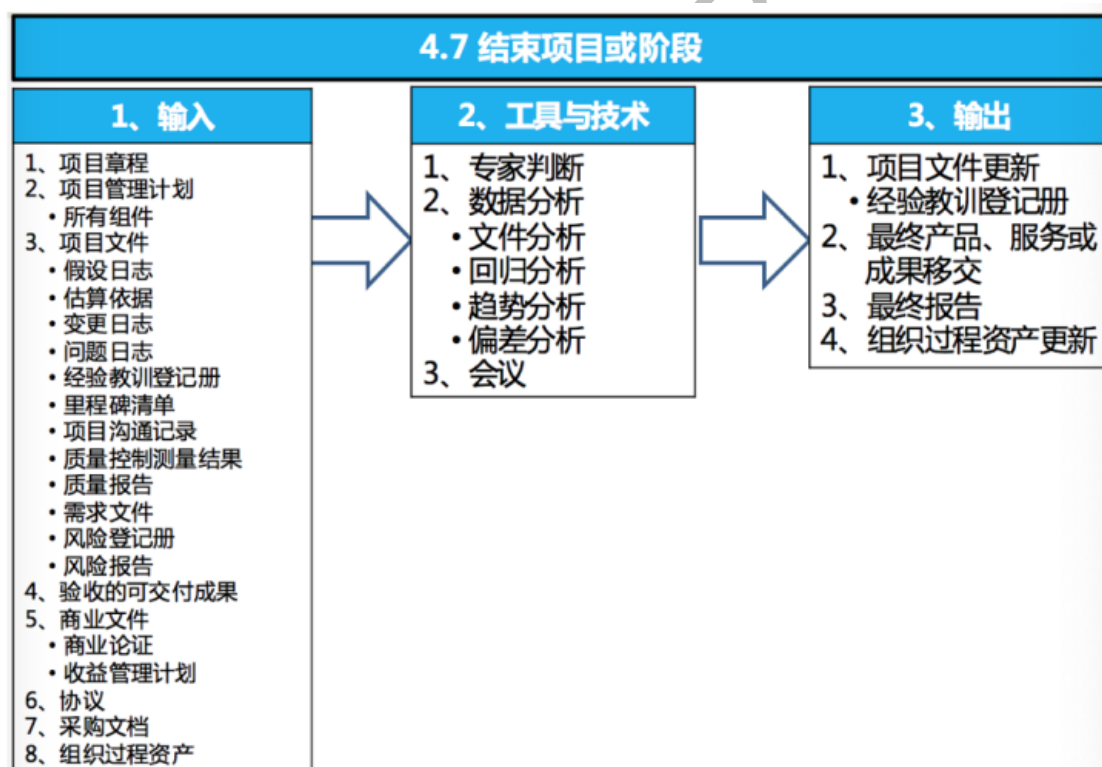 4.7 结束项目或阶段
1、输入
1、项目章程
2、项目管理计划
• 所有组件
3、项目文件
• 假设日志
• 估算依据
• 变更日志
• 问题日志
• 经验教训登记册
• 里程碑清单
• 项目沟通记录
• 质量控制测量结果
• 质量报告
• 需求文件
• 风险登记册
• 风险报告
4、验收的可交付成果
5、商业文件
• 商业论证
• 收益管理计划
6、协议
7、采购文档
8、组织过程资产
2、工具与技术
1、专家判断
2、数据分析
• 文件分析
• 回归分析
• 趋势分析
• 偏差分析
3、会议
3、输出
1、项目文件更新
• 经验教训登记册
2、最终产品、服务或
成果移交
3、最终报告
4、组织过程资产更新